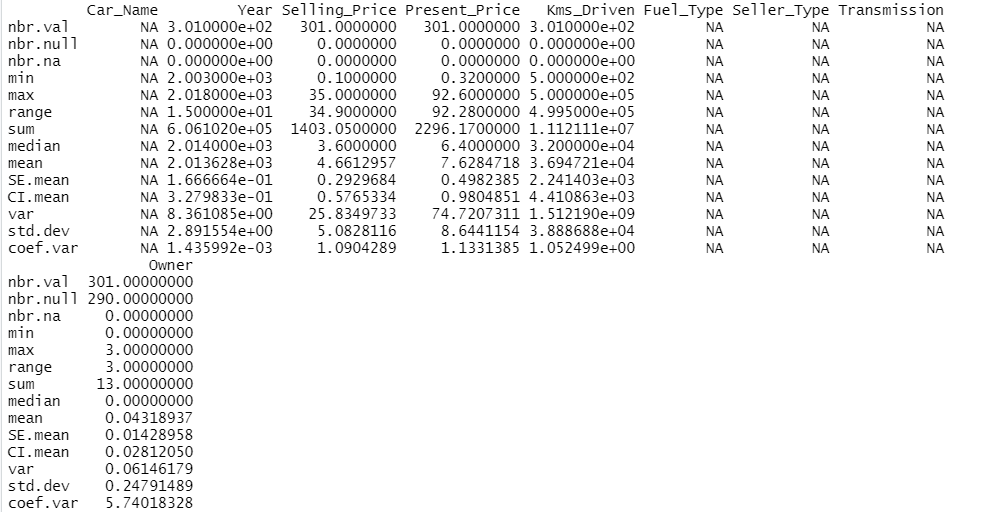 Car_Name Year Selling_Price Present_Price Kms_Driven Fuel_Type Seller_Type Transmission
nbr.val NA 3.010000e+02 301.0000000 301.0000000 3.010000e+02 NA NA NA
nbr.null NA 0.000000e+00 0.0000000 0.0000000 0.000000e+00 NA NA NA
nbr.na NA 0.000000e+00 0.0000000 0.0000000 0.000000e+00 NA NA NA
min NA 2.003000e+03 0.1000000 0.3200000 5.000000e+02 NA NA NA
max NA 2.018000e+03 35.0000000 92.6000000 5.000000e+05 NA NA NA
range NA 1.500000e+01 34.9000000 92.2800000 4.995000e+05 NA NA NA
sum NA 6.061020e+05 1403.0500000 2296.1700000 1.112111e+07 NA NA NA
median NA 2.014000e+03 3.6000000 6.4000000 3.200000e+04 NA NA NA
mean NA 2.013628e+03 4.6612957 7.6284718 3.694721e+04 NA NA NA
SE.mean NA 1.666664e-01 0.2929684 0.4982385 2.241403e+03 NA NA NA
CI.mean NA 3.279833e-01 0.5765334 0.9804851 4.410863e+03 NA NA NA
var NA 8.361085e+00 25.8349733 74.7207311 1.512190e+09 NA NA NA
std.dev NA 2.891554e+00 5.0828116 8.6441154 3.888688e+04 NA NA NA
coef.var NA 1.435992e-03 1.0904289 1.1331385 1.052499e+00 NA NA NA
Owner
nbr.val 301.00000000
nbr.null 290.00000000
nbr.na 0.00000000
min 0.00000000
max 3.00000000
range 3.00000000
sum 13.00000000
median 0.00000000
mean 0.04318937
SE.mean 0.01428958
CI.mean 0.02812050
var 0.06146179
std.dev 0.24791489
coef.var 5.74018328